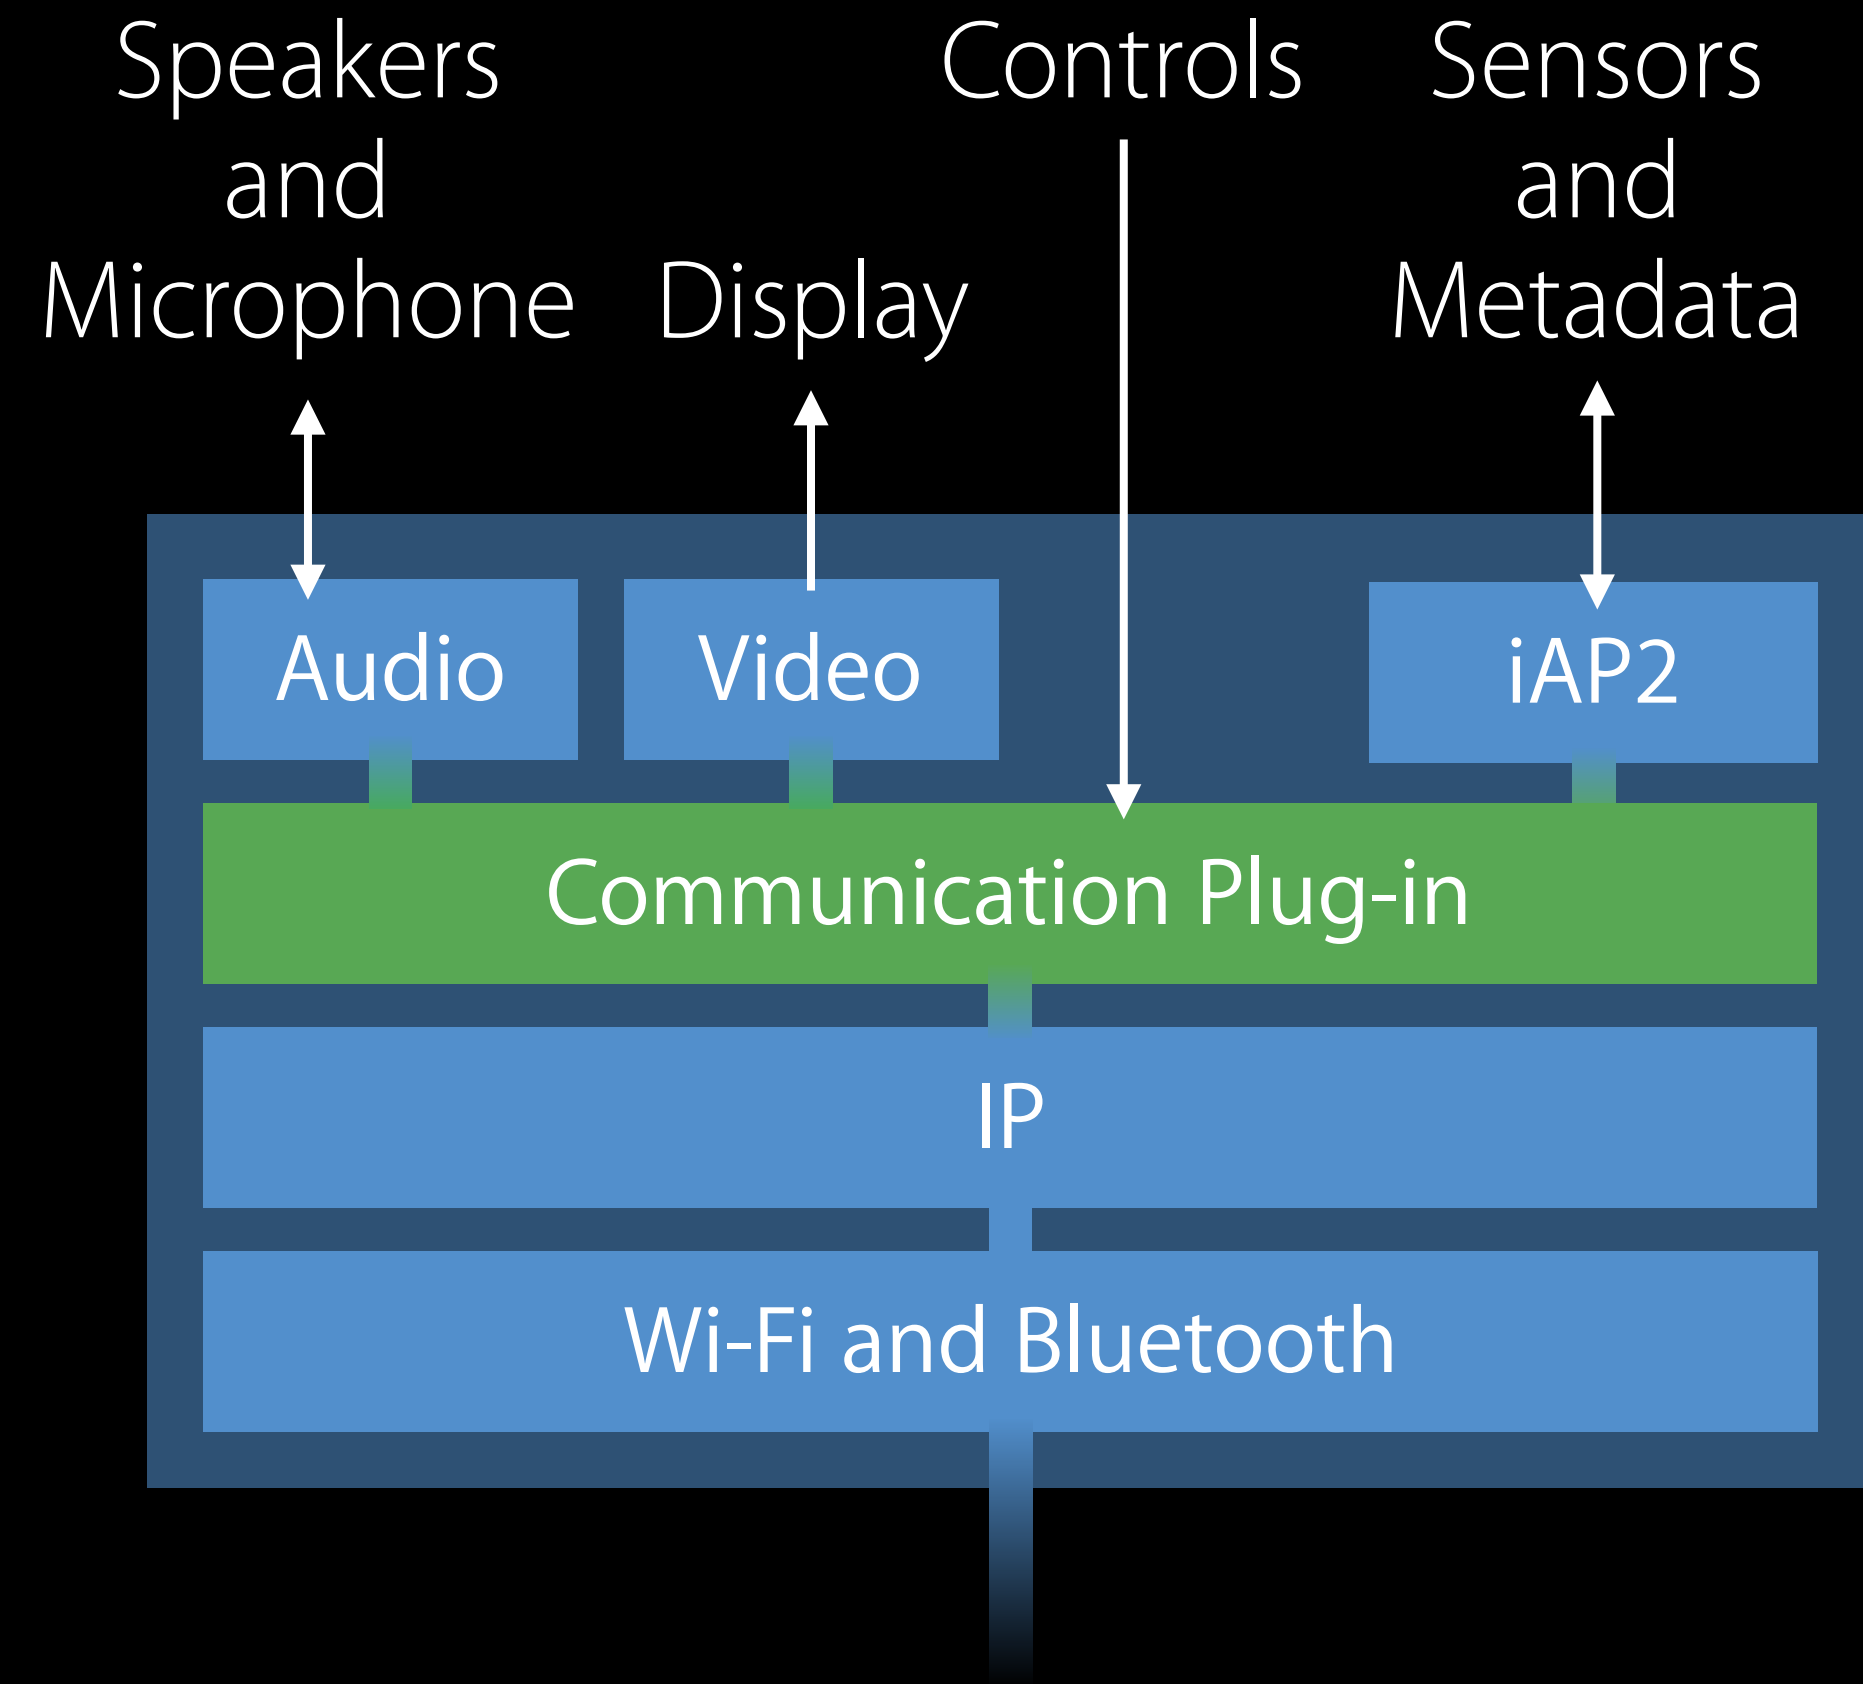 Speakers
and
Microphone
Display
Controls
Sensors
and
Metadata
Audio
Video
iAP2
Communication Plug-in
IP
Wi-Fi and Bluetooth